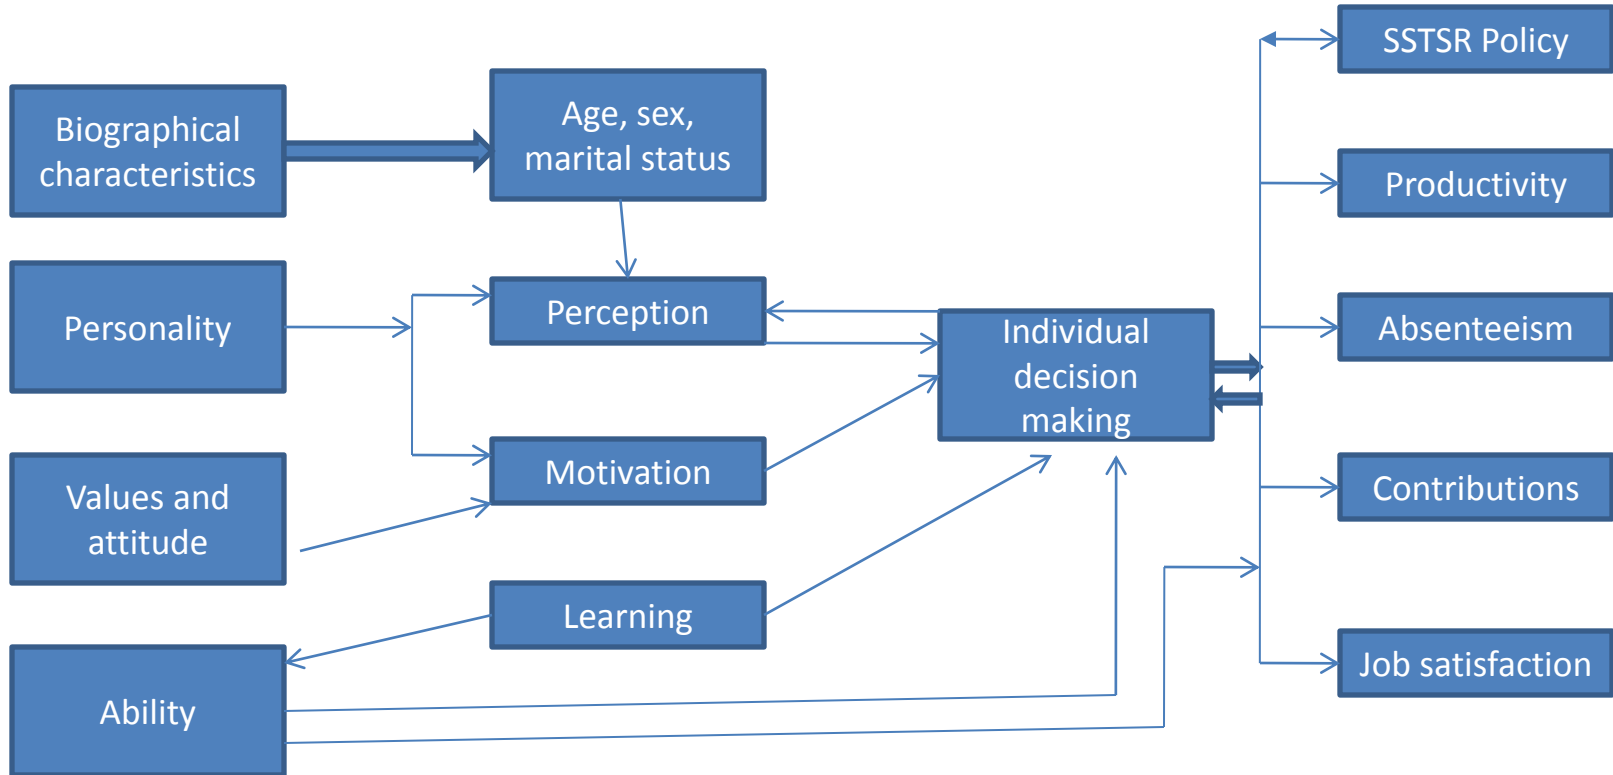 Biographical
characteristics
Age, sex,
marital status
SSTSR Policy
Productivity
Personality
Perception
Individual
decision
making
Absenteeism
Values and
attitude
Motivation
Contributions
Learning
Ability
Job satisfaction